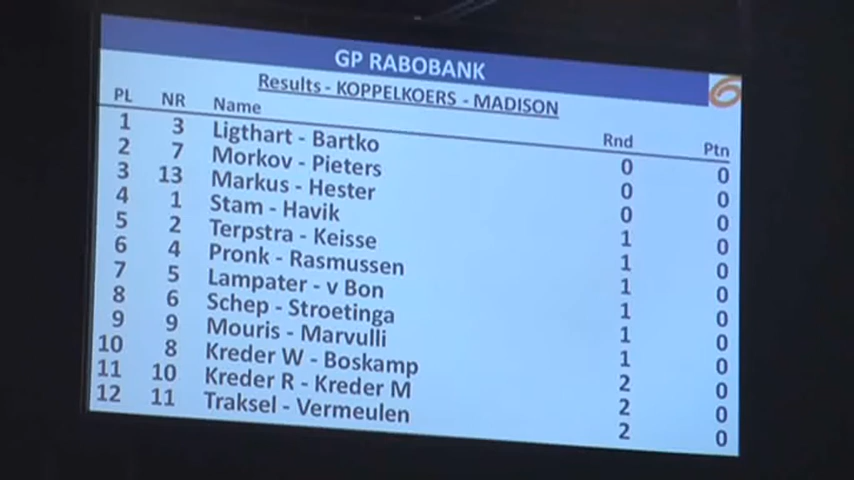 GP RABOBANK
Results - KOPPELKOERS - MADISON
PL NR Name Rnd Ptn
1 3 Ligthart - Bartko 0 0
2 7 Morkov - Pieters 0 0
3 13 Markus - Hester 0 0
4 1 Stam - Havik 1 0
5 2 Terpstra - Keisse 1 0
6 4 Pronk - Rasmussen 1 0
7 5 Lampater - v Bon 1 0
8 6 Schep - Stroetinga 1 0
9 9 Mouris - Marvulli 1 0
10 8 Kreder W - Boskamp 2 0
11 10 Kreder R - Kreder M 2 0
12 11 Traksel - Vermeulen 2 0